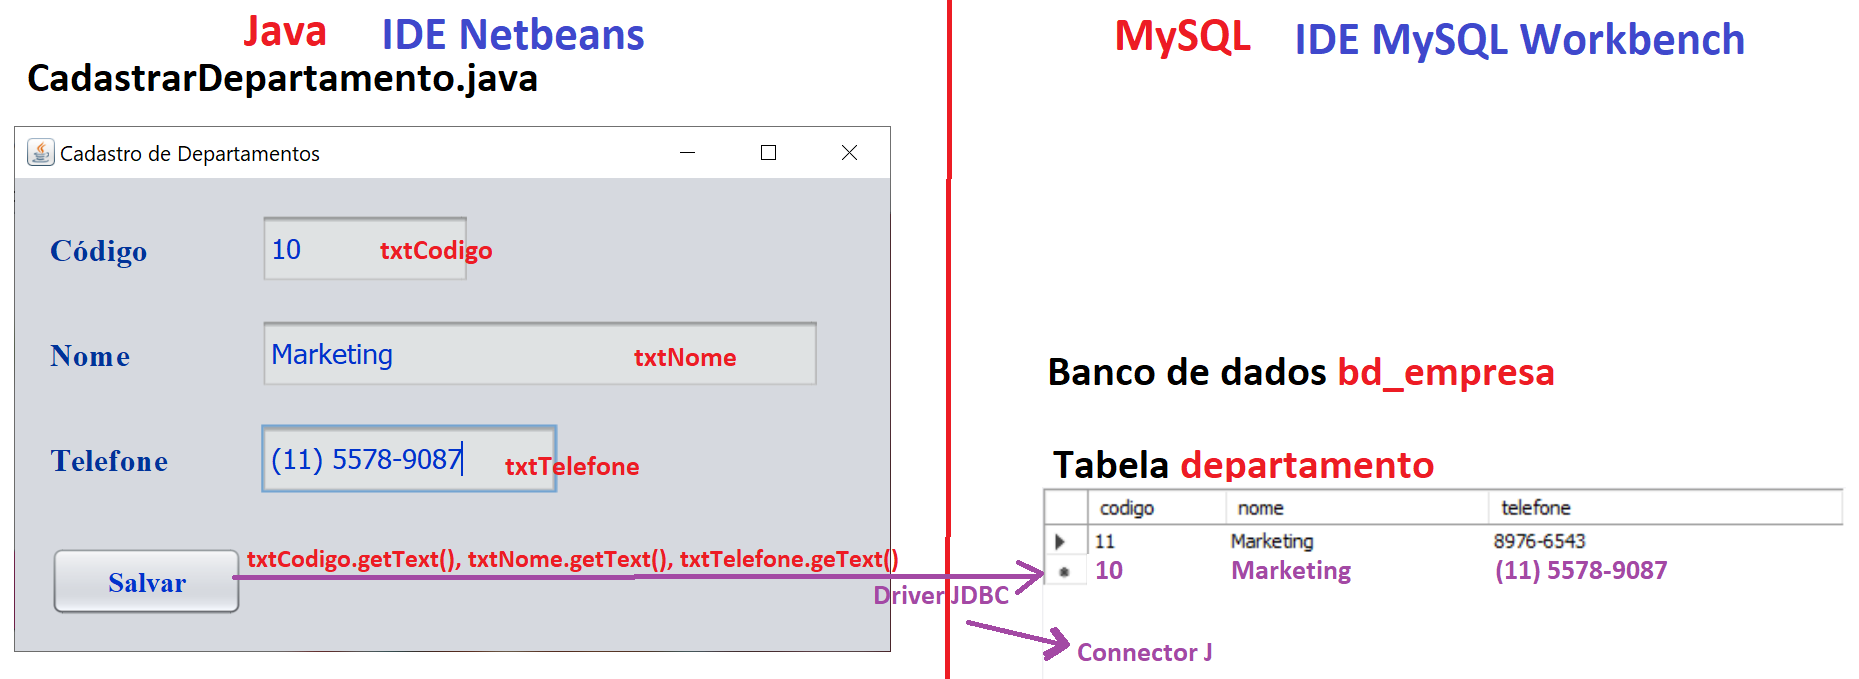 Java IDE Netbeans
CadastrarDepartamento.java
Cadastro de Departamentos
Código 10 txtCodigo
Nome Marketing txtNome
Telefone (11) 5578-9087 txtTelefone
txtCodigo.getText(), txtNome.getText(), txtTelefone.geText()
Salvar
Driver JDBC
Connector J
MySQL IDE MySQL Workbench
Banco de dados bd_empresa
Tabela departamento
codigo nome telefone
11 Marketing 8976-6543
10 Marketing (11) 5578-9087